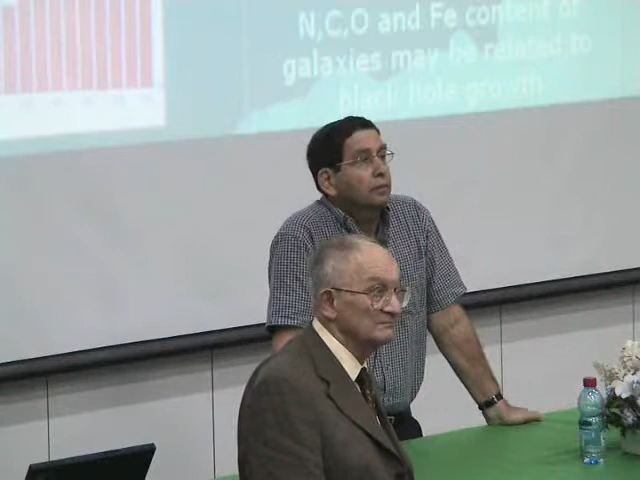 N,C,O and Fe content of
galaxies may be related to
black hole growth